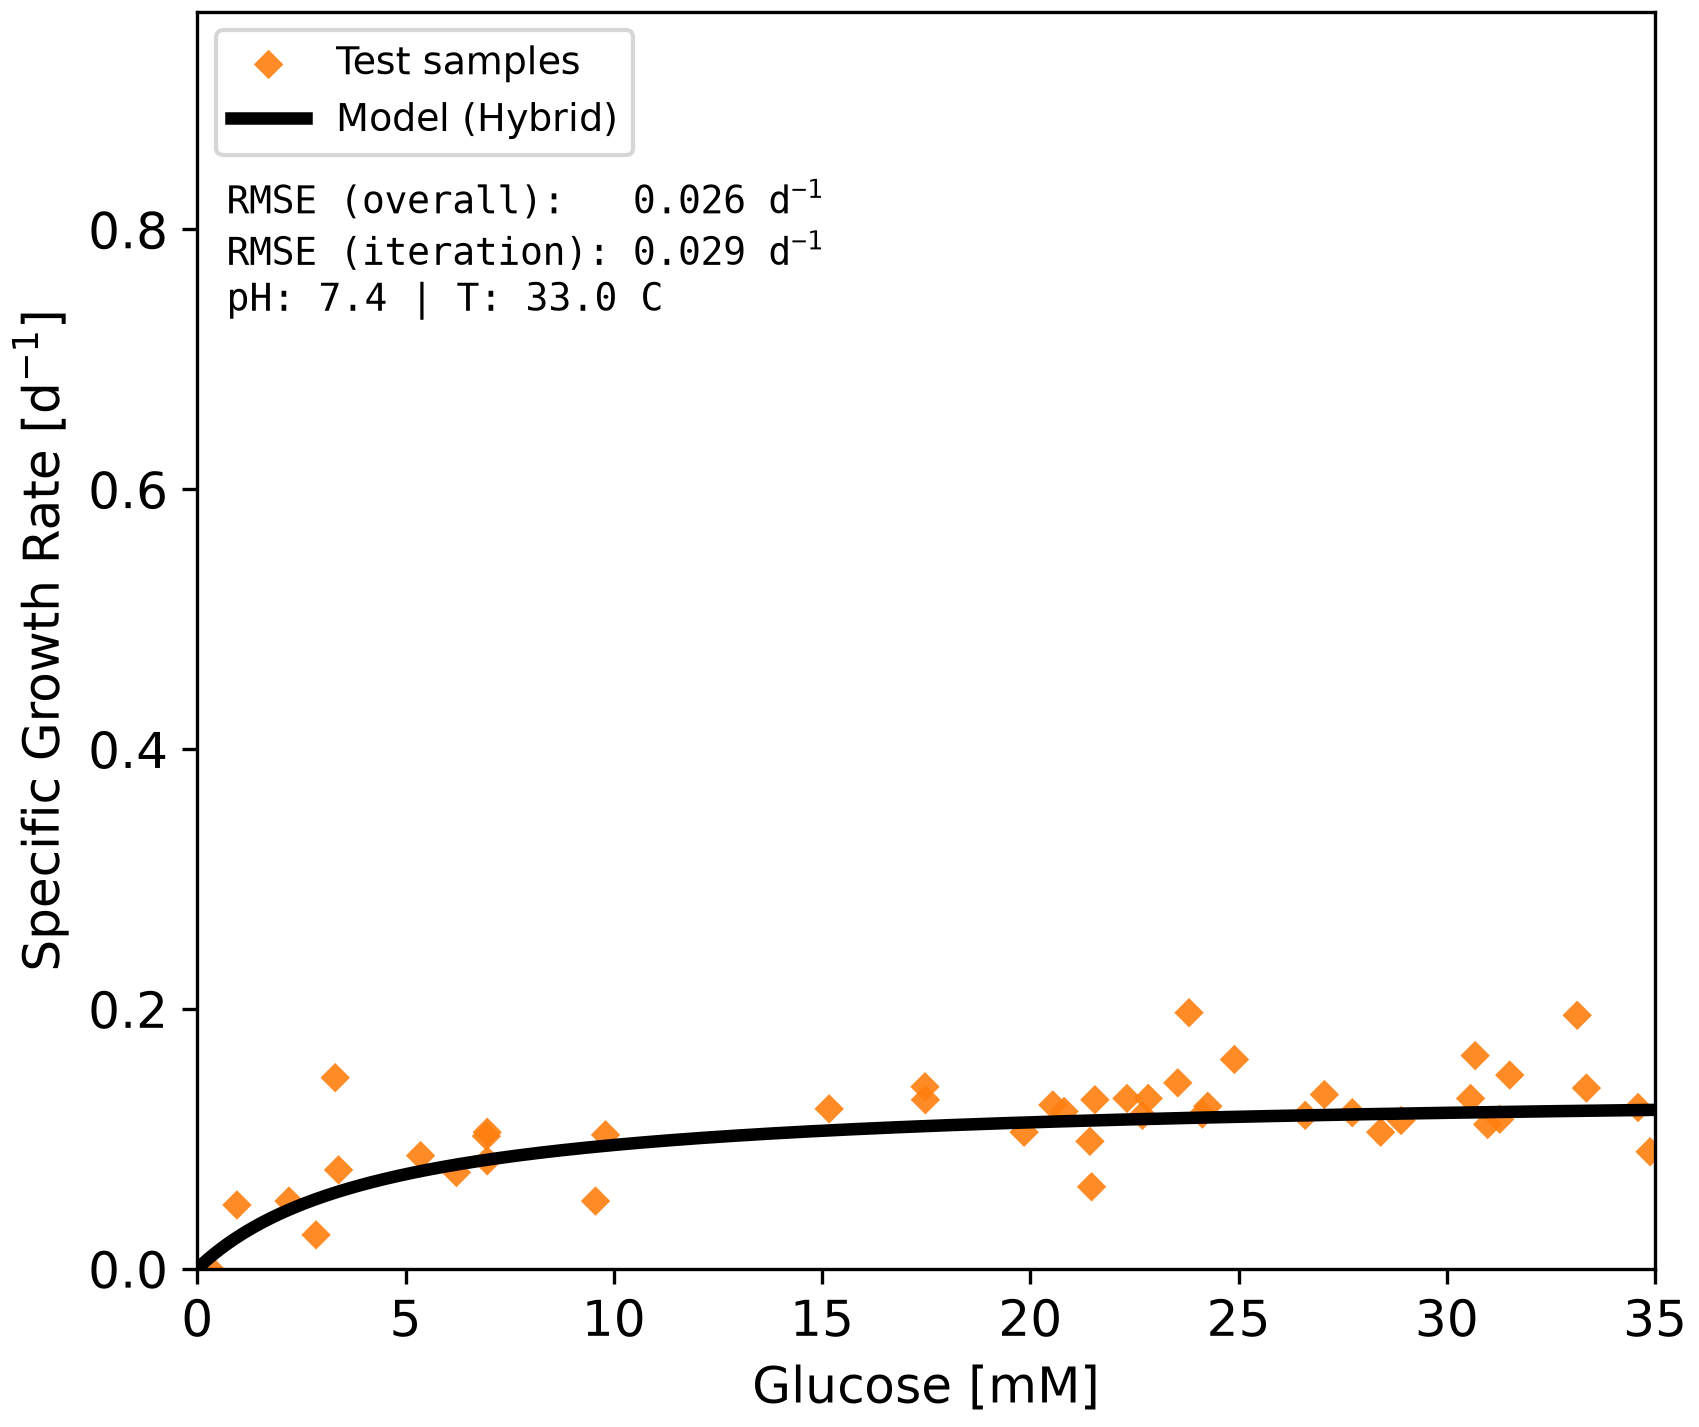 Test samples
Model (Hybrid)
RMSE (overall):   0.026 d⁻¹
RMSE (iteration): 0.029 d⁻¹
pH: 7.4 | T: 33.0 C
Specific Growth Rate [d⁻¹]
0.8
0.6
0.4
0.2
0.0
0 5 10 15 20 25 30 35
Glucose [mM]